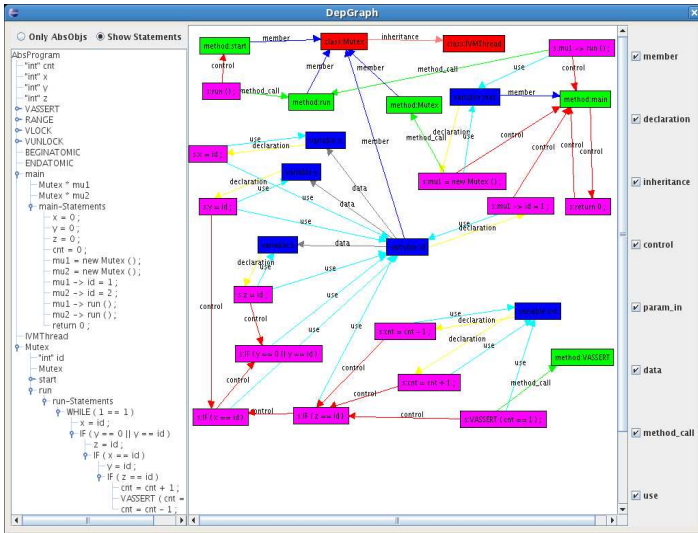 DepGraph
Only AbsObjs
Show Statements
AbsProgram
"int" cnt
"int" x
"int" y
"int" z
VASSERT
RANGE
VLOCK
VUNLOCK
BEGINATOMIC
ENDATOMIC
main
Mutex * mu1
Mutex * mu2
main-Statements
x = 0 ;
y = 0 ;
z = 0 ;
cnt = 0 ;
mu1 = new Mutex ( ) ;
mu2 = new Mutex ( ) ;
mu1 -> id = 1 ;
mu2 -> id = 2 ;
mu1 -> run ( ) ;
mu2 -> run ( ) ;
return 0 ;
IVMThread
Mutex
"int" id
Mutex
start
run
run-Statements
WHILE ( 1 == 1 )
x = id ;
IF ( y == 0 || y == id )
z = id ;
IF ( x == id )
y = id ;
IF ( z == id )
cnt = cnt + 1 ;
VASSERT ( cnt =
cnt = cnt - 1 ;
method:start
member
class:Mutex
inheritance
class:IVMThread
s:mu1 -> run ( ) ;
control
member
use
control
s:run ( ) ;
method_call
method:run
method_call
member
method:Mutex
member
method:main
method_call
declaration
use
control
use
member
declaration
s:x = id ;
declaration
use
data
data
s:mu1 = new Mutex ( ) ;
control
control
s:y = id ;
use
s:mu1 -> id = 1 ;
s:return 0 ;
use
data
declaration
declaration
use
use
s:z = id ;
control
control
use
use
s:cnt = cnt - 1 ;
declaration
use
declaration
s:IF ( y == 0 || y == id )
control
use
method:VASSERT
control
s:cnt = cnt + 1 ;
use
method_call
control
s:IF ( x == id )
control
s:IF ( z == id )
control
s:VASSERT ( cnt == 1 ) ;
member
declaration
inheritance
control
param_in
data
method_call
use